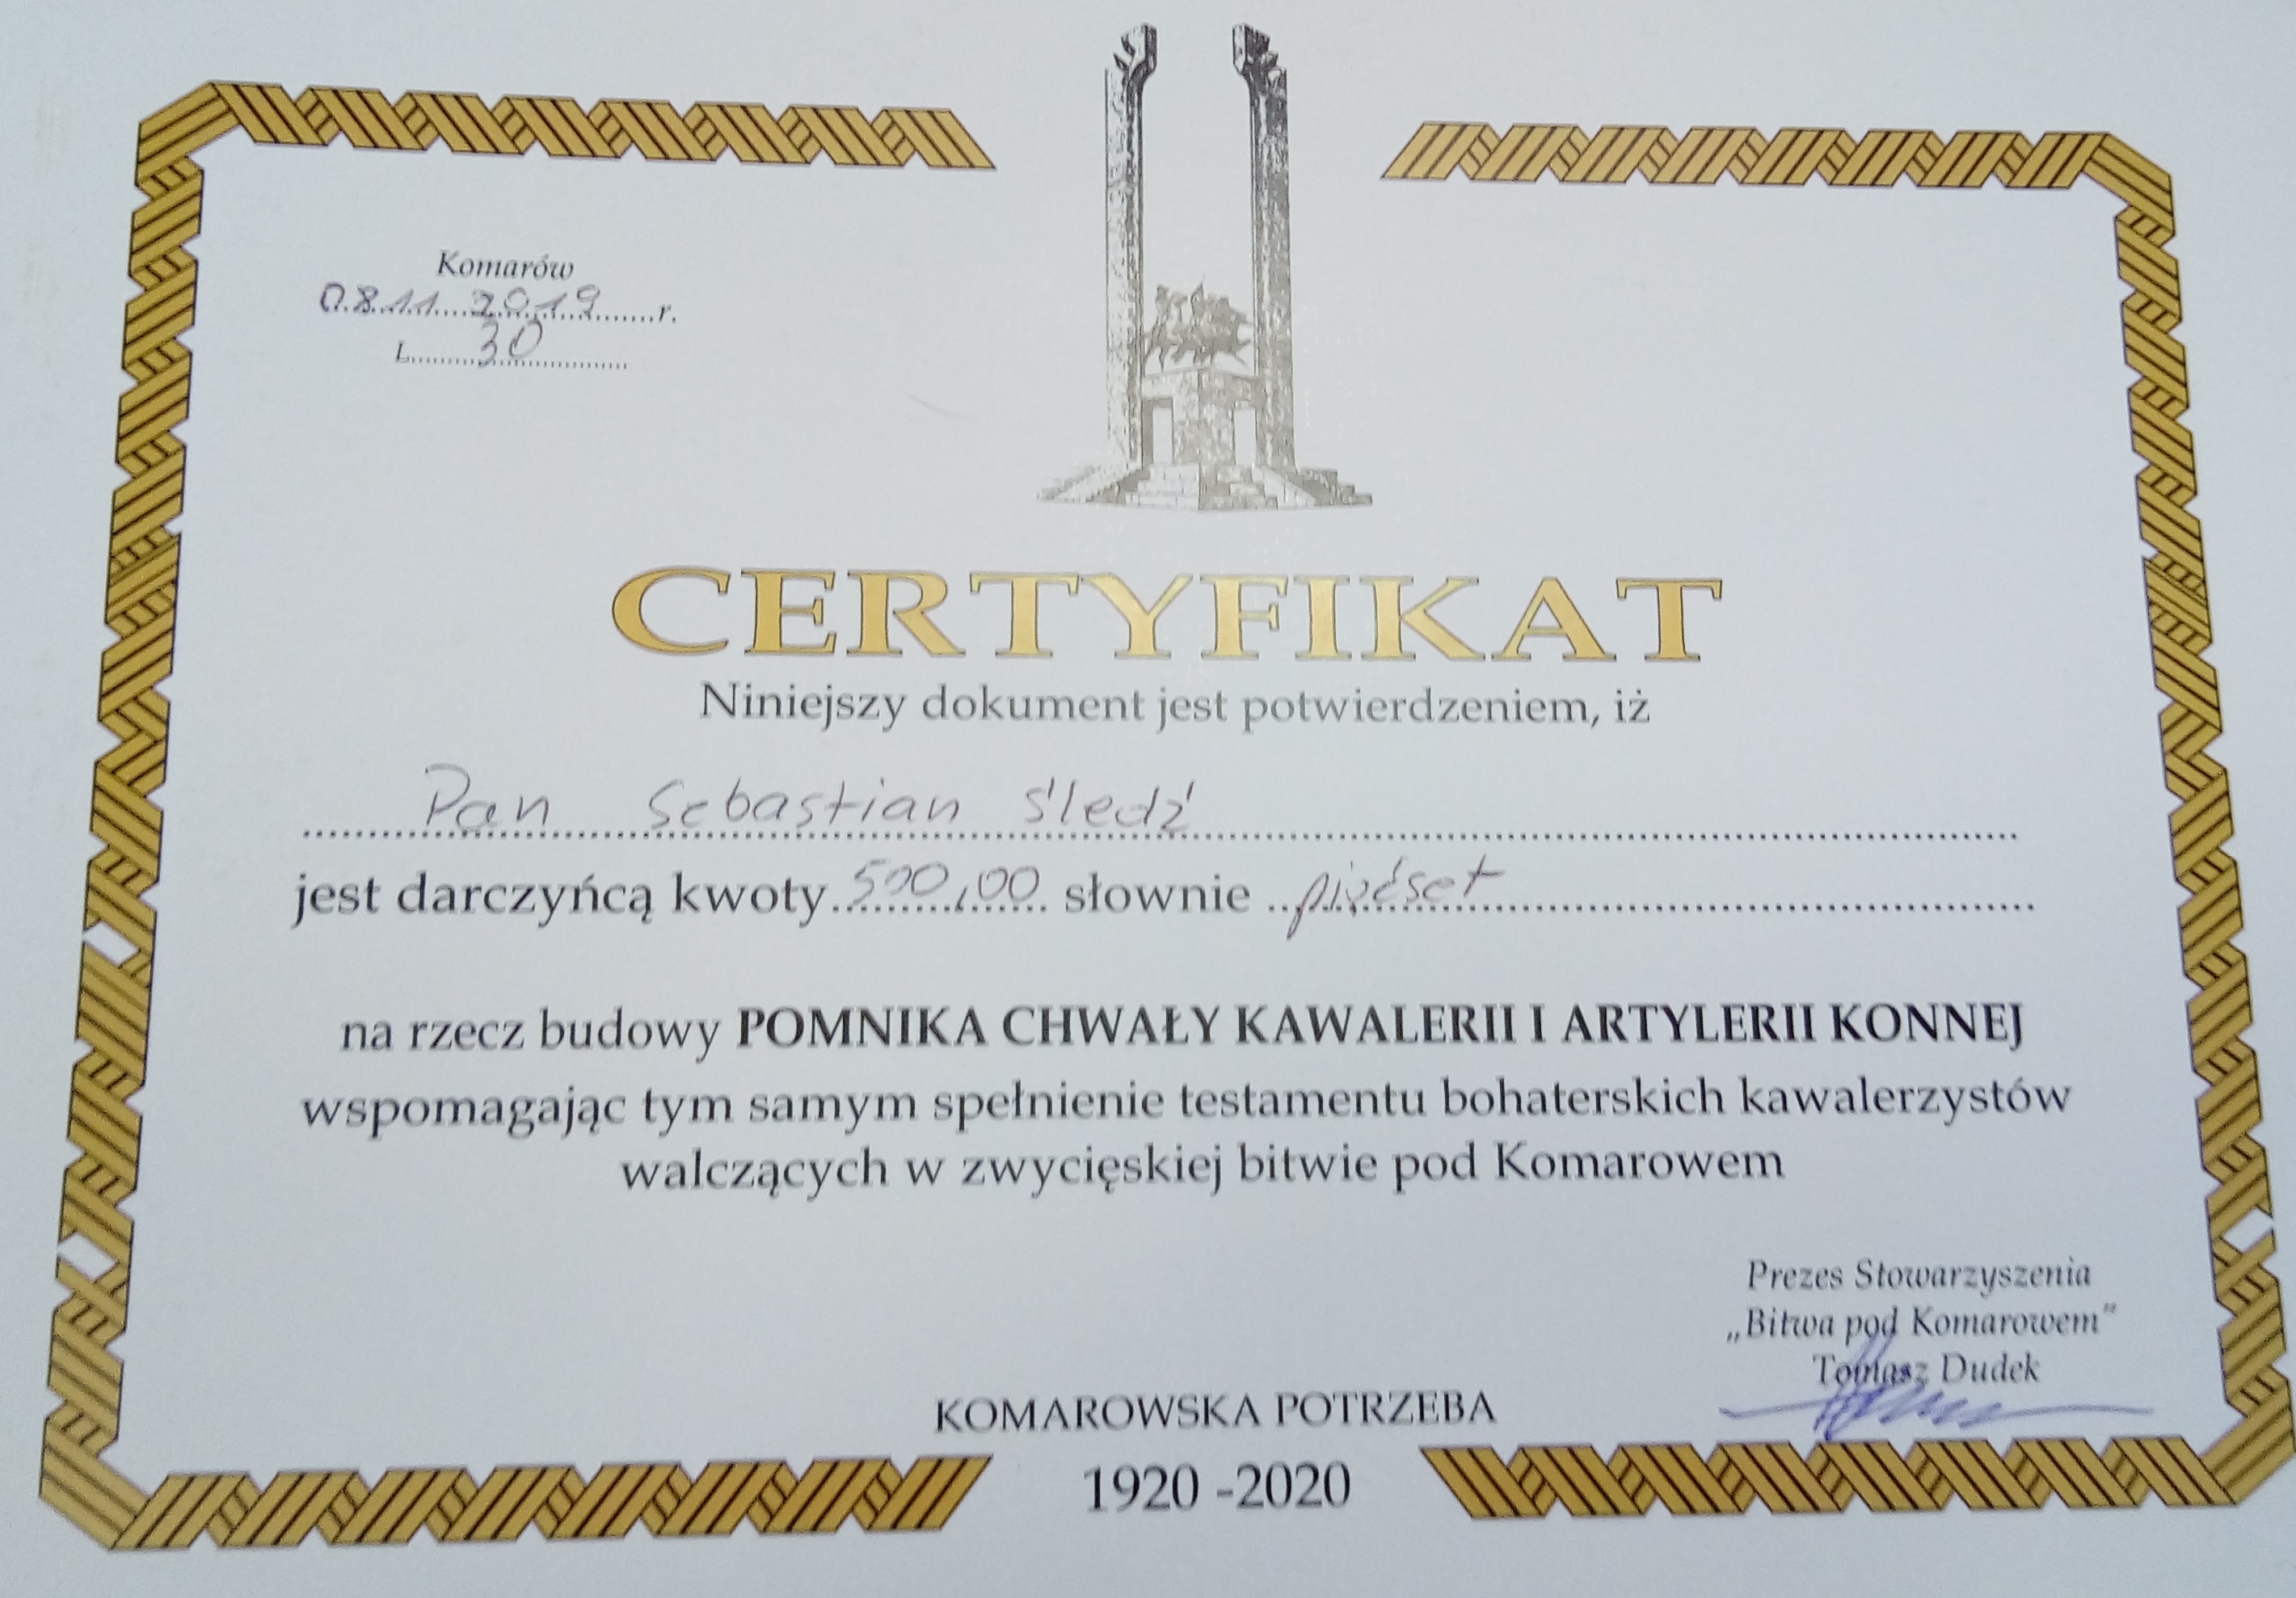 Komarów
08.11.2019 r.
L. 30
CERTYFIKAT
Niniejszy dokument jest potwierdzeniem, iż
Pan Sebastian Śledź
jest darczyńcą kwoty 500,00 słownie pięćset
na rzecz budowy POMNIKA CHWAŁY KAWALERII I ARTYLERII KONNEJ
wspomagając tym samym spełnienie testamentu bohaterskich kawalerzystów
walczących w zwycięskiej bitwie pod Komarowem
Prezes Stowarzyszenia
„Bitwa pod Komarowem"
Tomasz Dudek
KOMAROWSKA POTRZEBA
1920 -2020